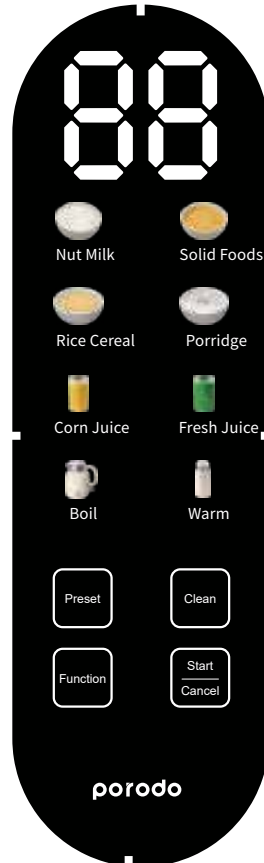 88
Nut Milk Solid Foods
Rice Cereal Porridge
Corn Juice Fresh Juice
Boil Warm
Preset Clean
Function Start
Cancel
porodo